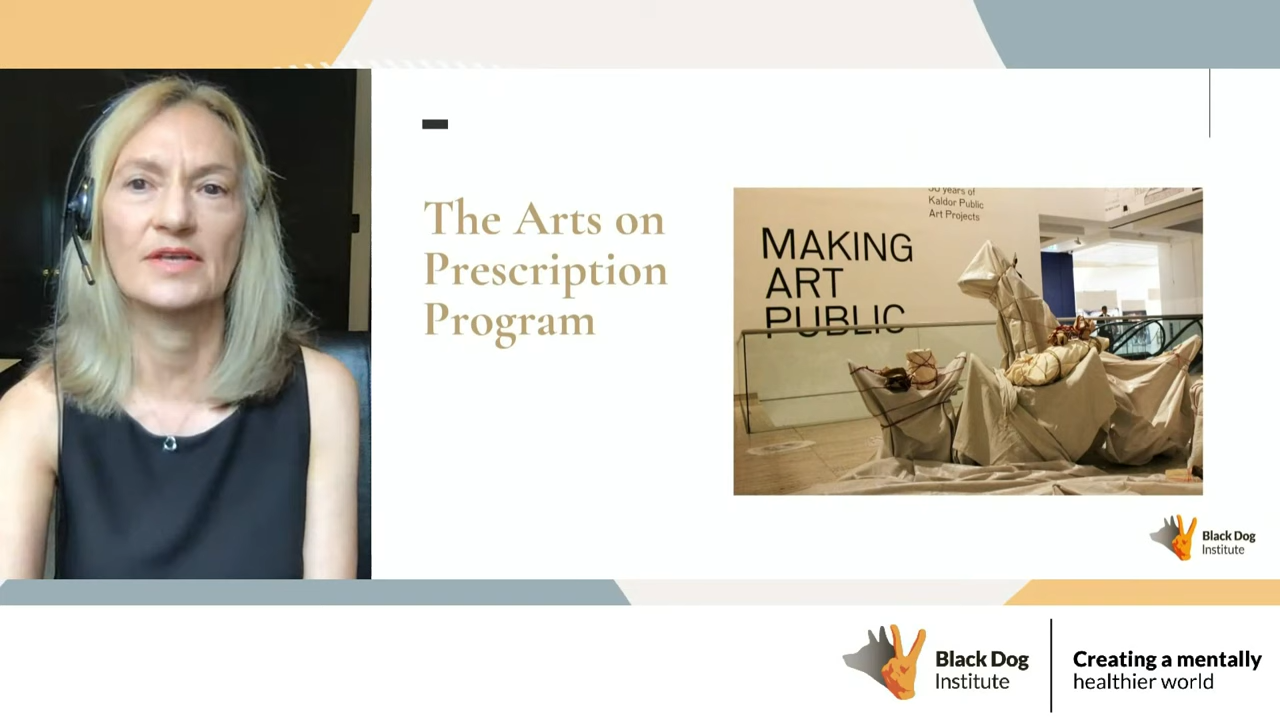 The Arts on
Prescription
Program
50 years of
Kaldor Public
Art Projects
MAKING
ART
PUBLIC
Black Dog
Institute
Black Dog
Institute
Creating a mentally
healthier world